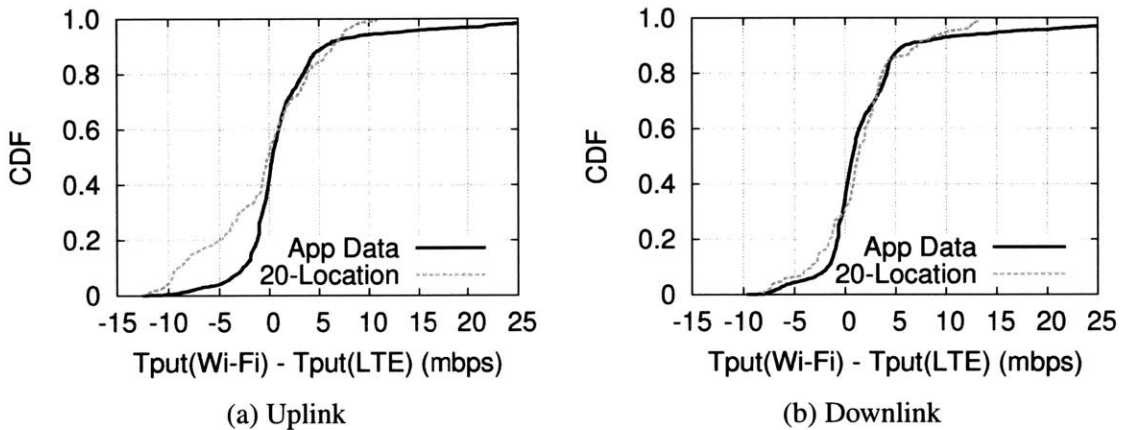 1.0
0.8
0.6
0.4
0.2
0
CDF
App Data
20-Location
-15 -10 -5 0 5 10 15 20 25
Tput(Wi-Fi) - Tput(LTE) (mbps)
(a) Uplink
1.0
0.8
0.6
0.4
0.2
0
CDF
App Data
20-Location
-15 -10 -5 0 5 10 15 20 25
Tput(Wi-Fi) - Tput(LTE) (mbps)
(b) Downlink